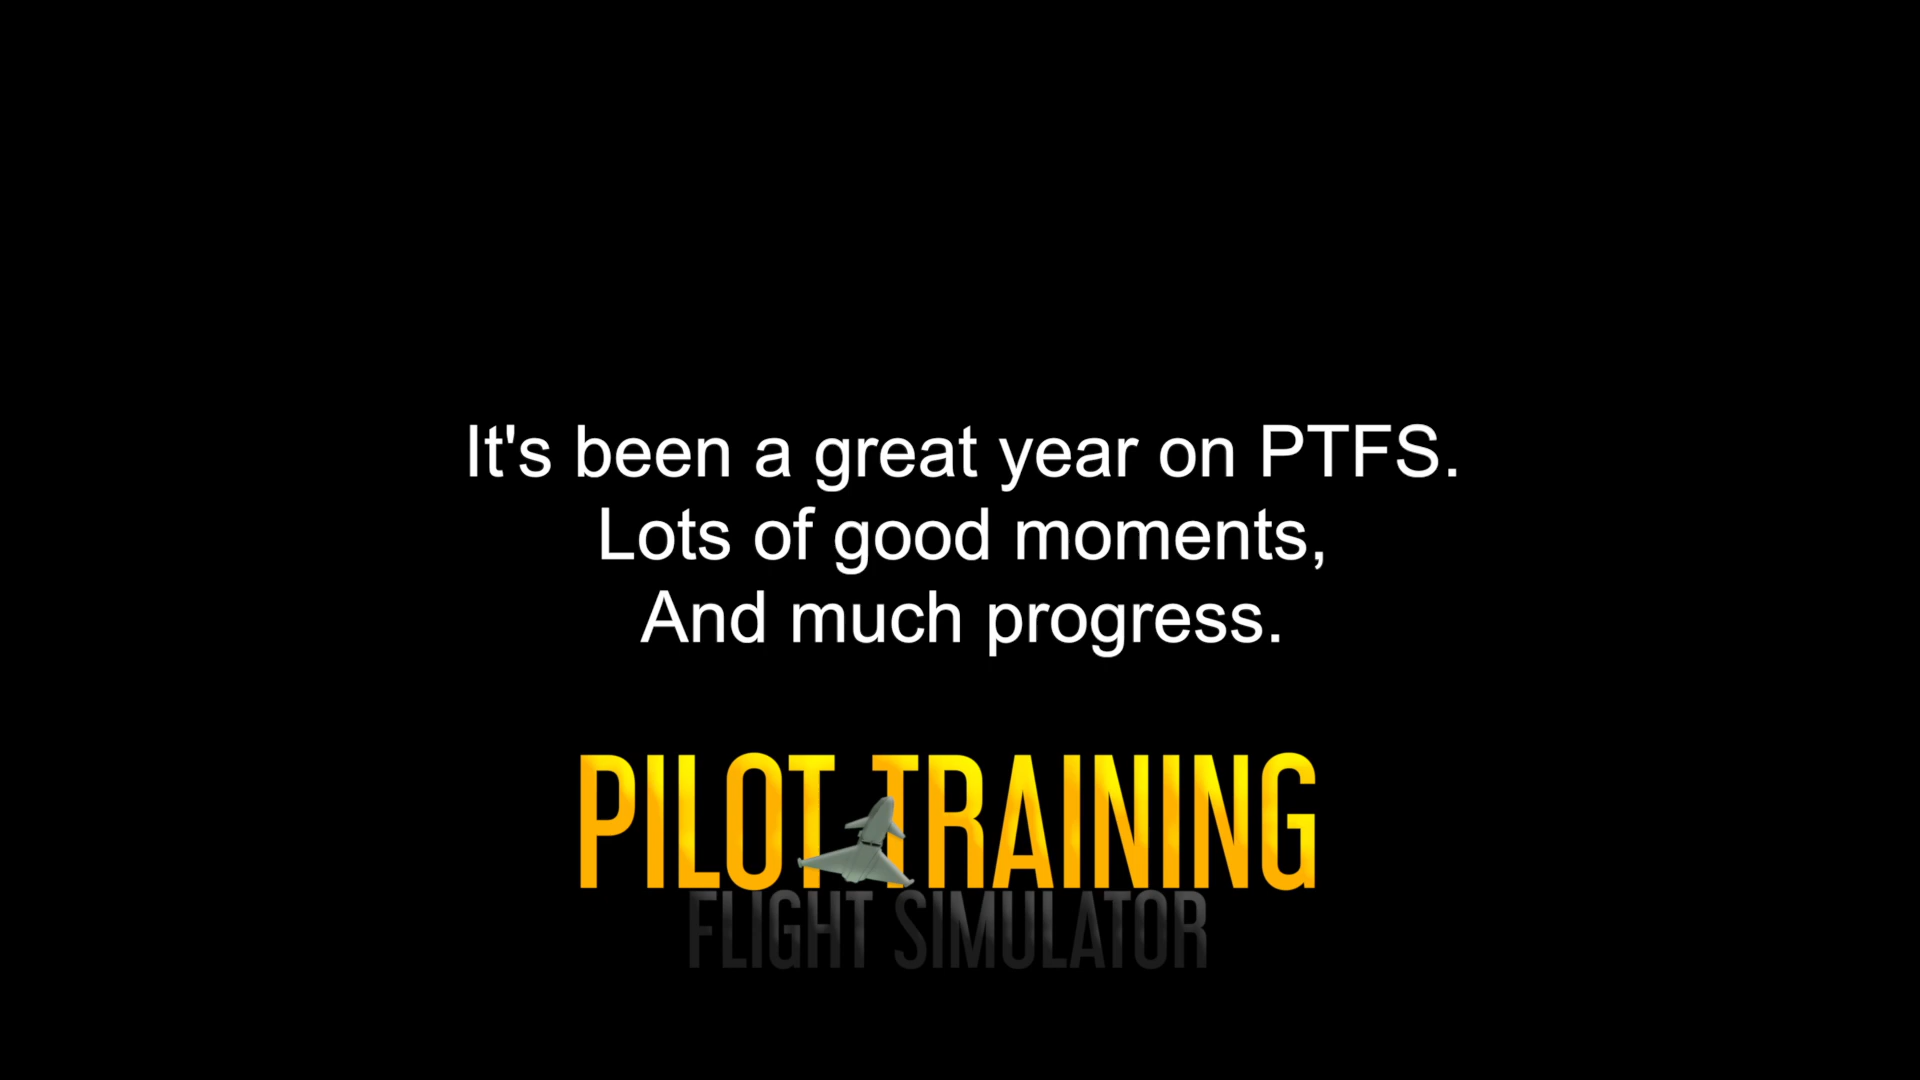 It's been a great year on PTFS.
Lots of good moments,
And much progress.
PILOT TRAINING
FLIGHT SIMULATOR